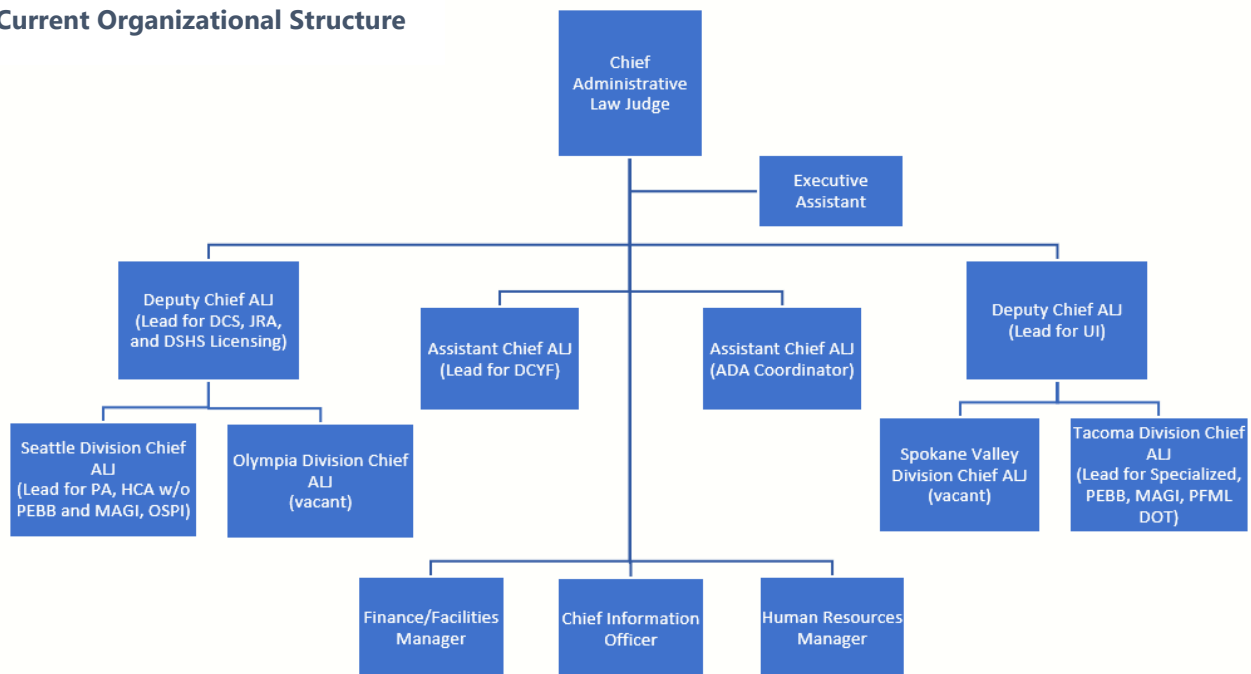 Current Organizational Structure
Chief
Administrative
Law Judge
Executive
Assistant
Deputy Chief ALJ
(Lead for DCS, JRA,
and DSHS Licensing)
Assistant Chief ALJ
(Lead for DCYF)
Assistant Chief ALJ
(ADA Coordinator)
Deputy Chief ALJ
(Lead for UI)
Seattle Division Chief
ALJ
(Lead for PA, HCA w/o
PEBB and MAGI, OSPI)
Olympia Division Chief
ALJ
(vacant)
Spokane Valley
Division Chief ALJ
(vacant)
Tacoma Division Chief
ALJ
(Lead for Specialized,
PEBB, MAGI, PFML
DOT)
Finance/Facilities
Manager
Chief Information
Officer
Human Resources
Manager